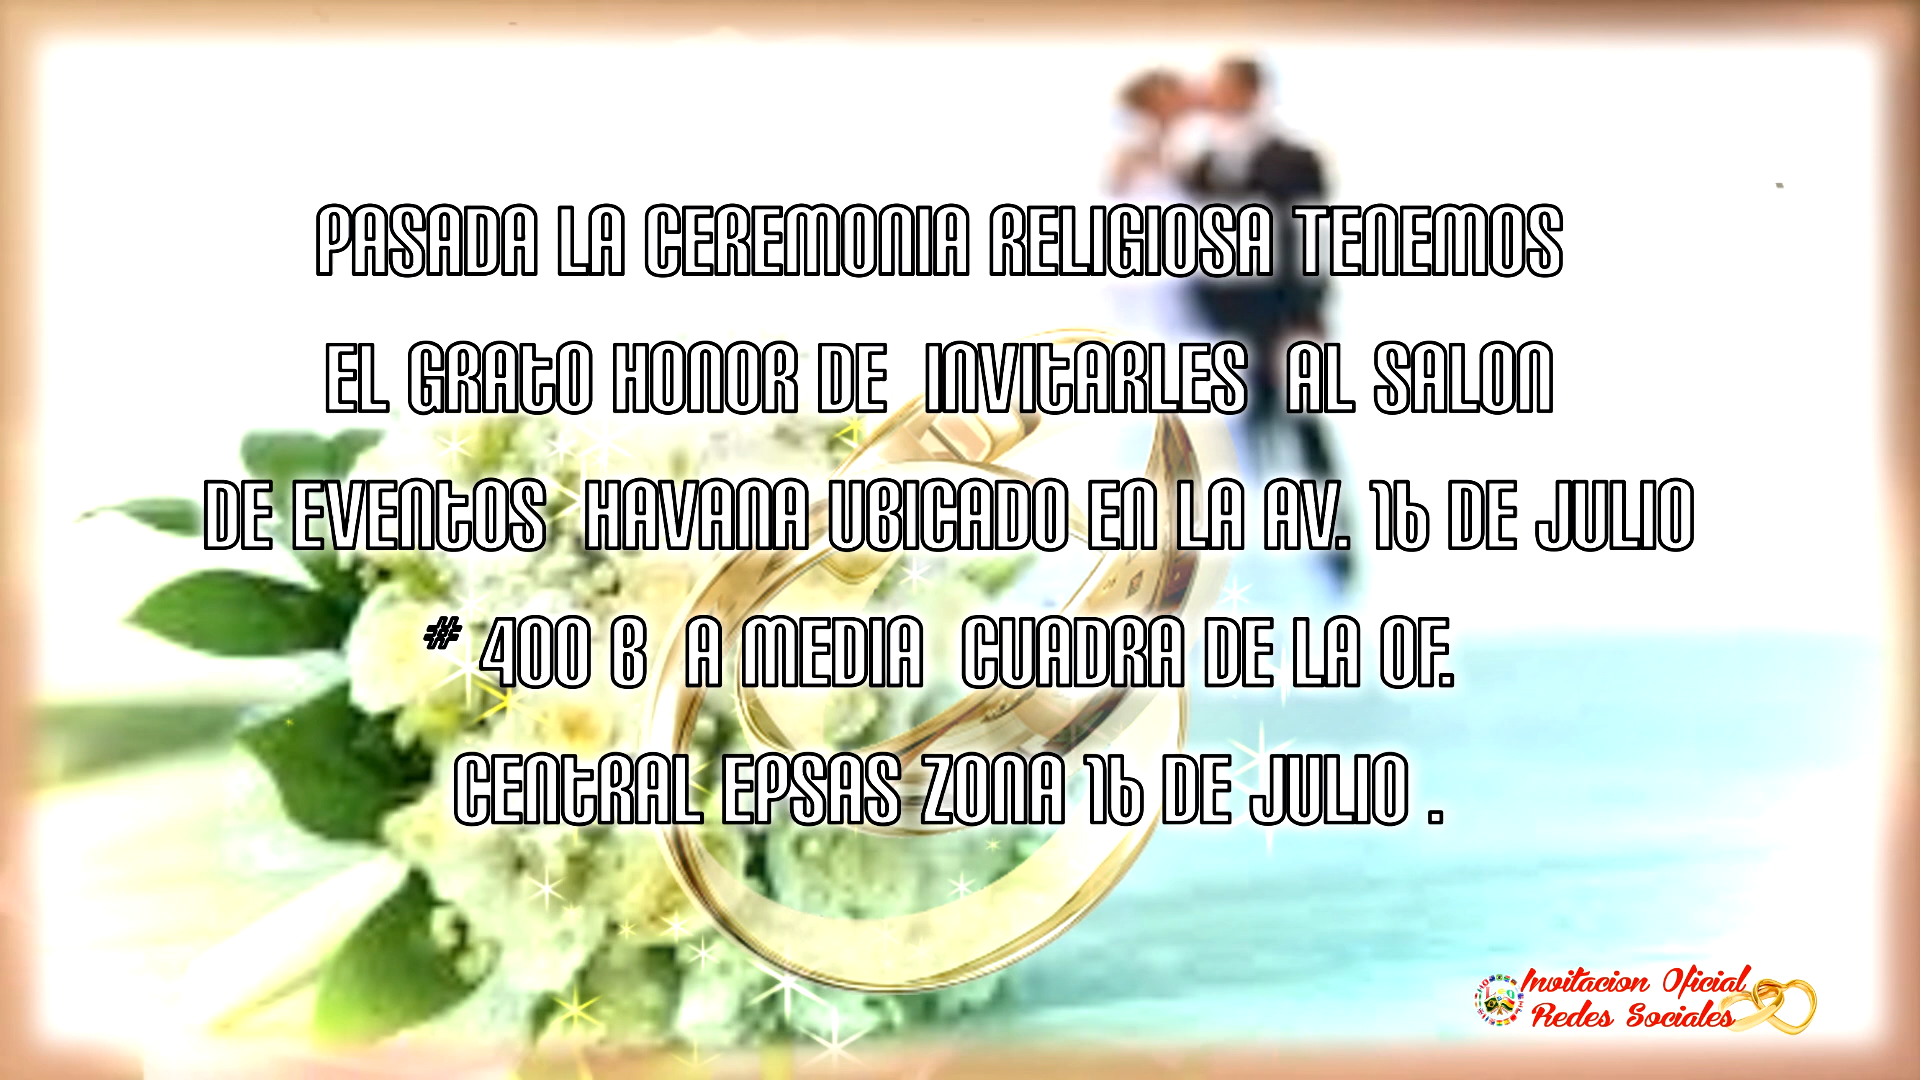 PASADA LA CEREMONIA RELIGIOSA TENEMOS
EL GRATO HONOR DE INVITARLES AL SALON
DE EVENTOS HAVANA UBICADO EN LA AV. 16 DE JULIO
# 400 B A MEDIA CUADRA DE LA OF.
CENTRAL EPSAS ZONA 16 DE JULIO .
Invitacion Oficial
Redes Sociales